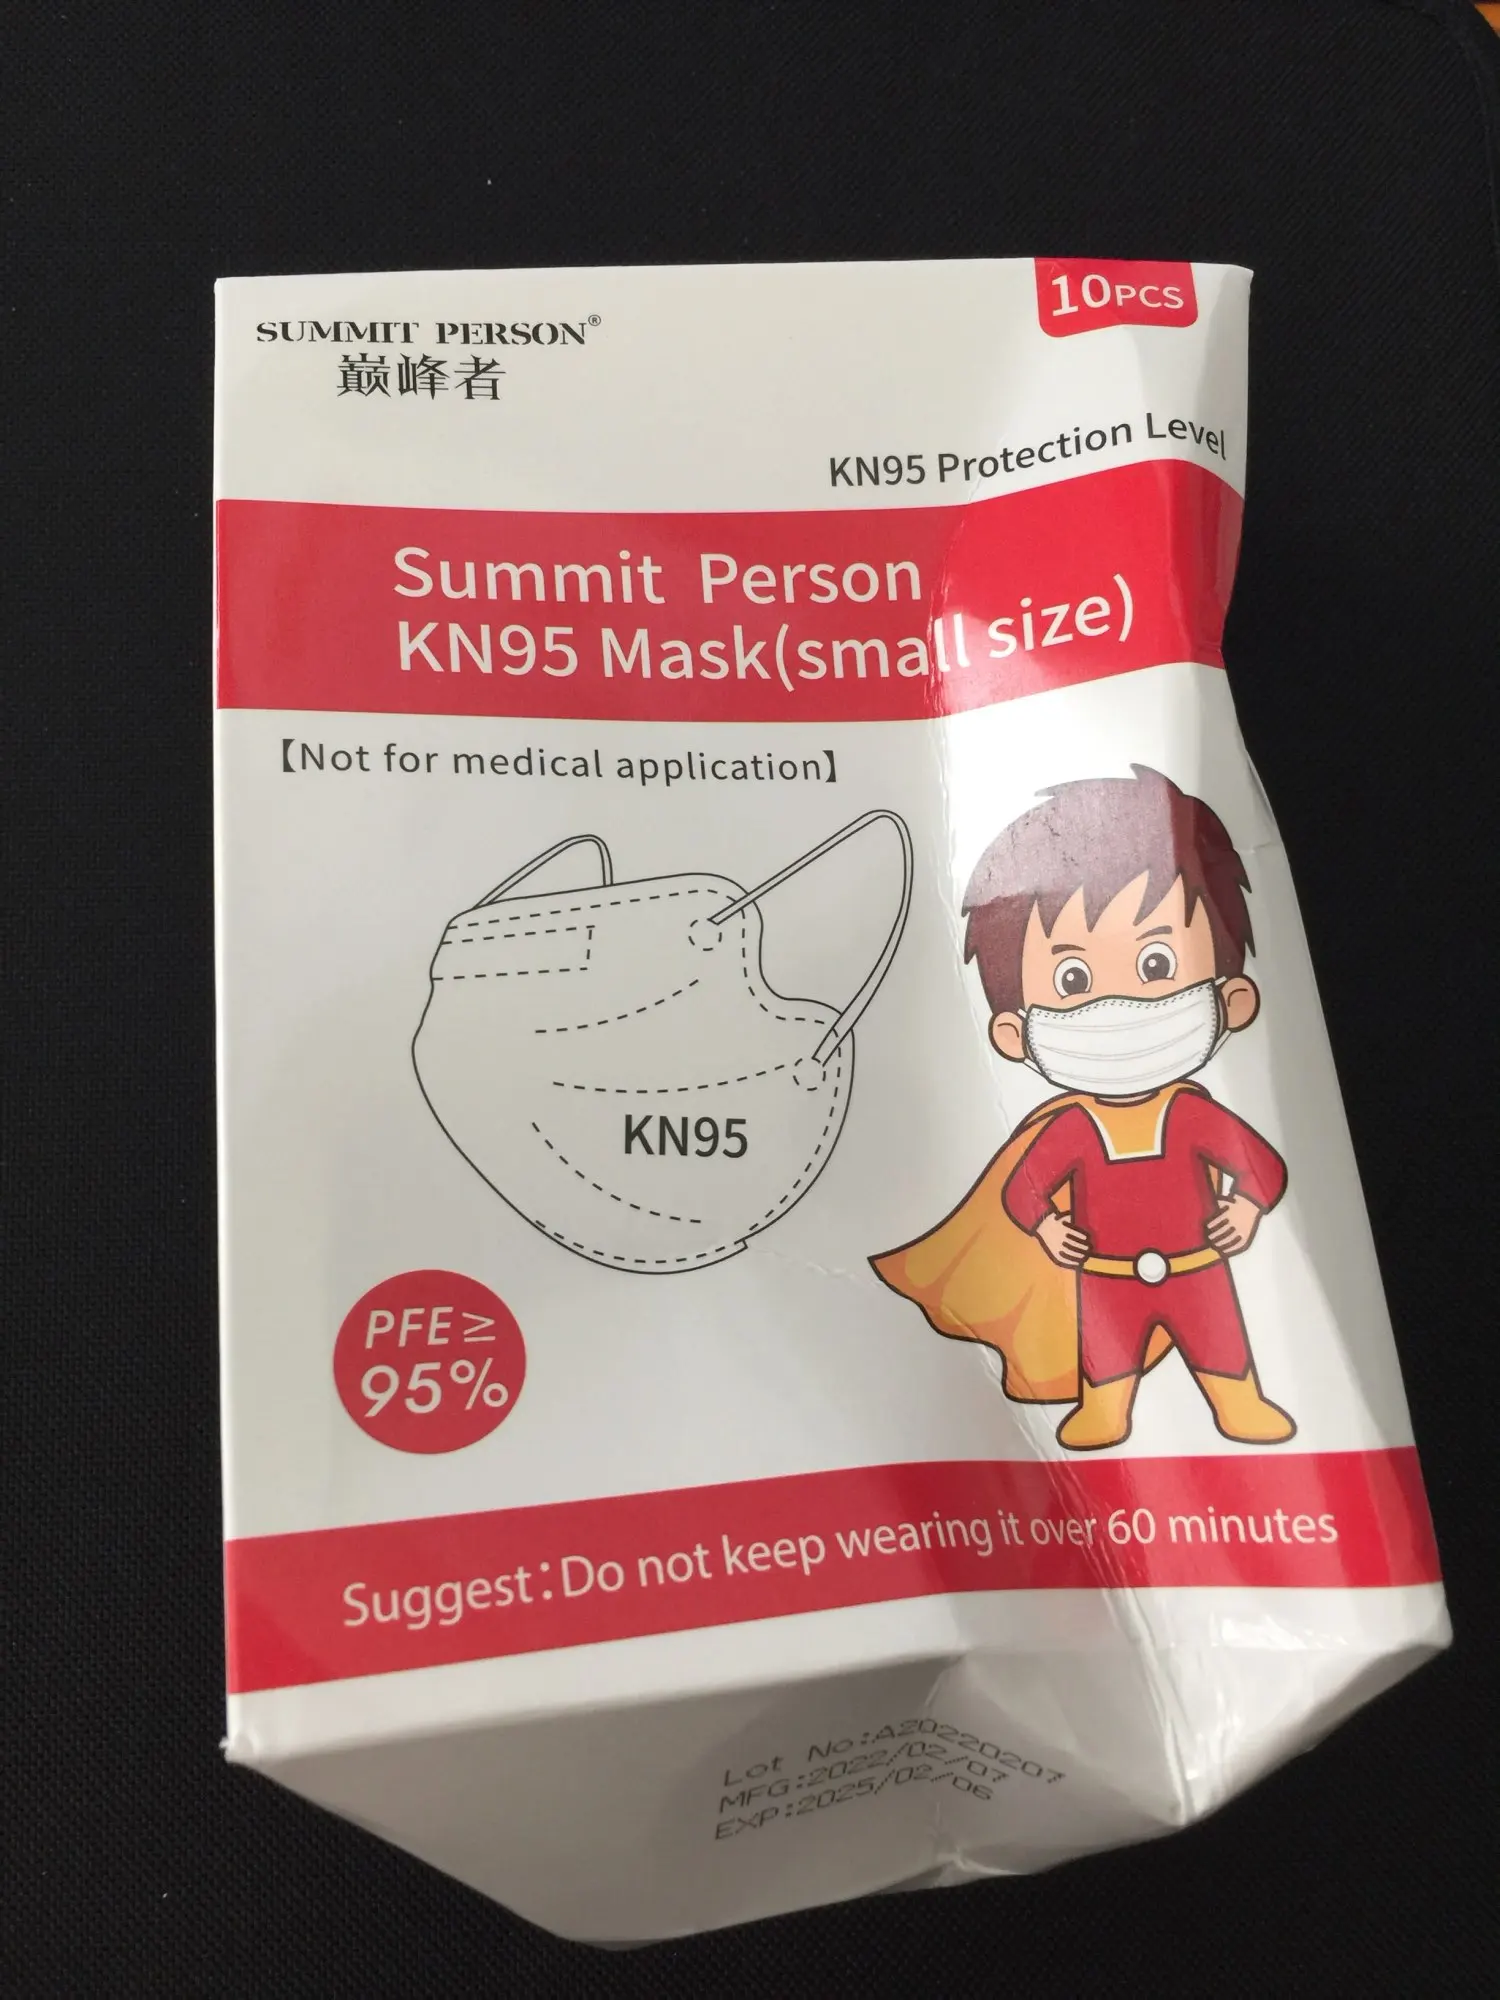 SUMMIT PERSON®
巅峰者
10PCS
KN95 Protection Level
Summit Person
KN95 Mask(small size)
【Not for medical application】
KN95
PFE≥
95%
Suggest:Do not keep wearing it over 60 minutes
Lot No:A20220207
MFG:2022/02/07
EXP:2025/02/06